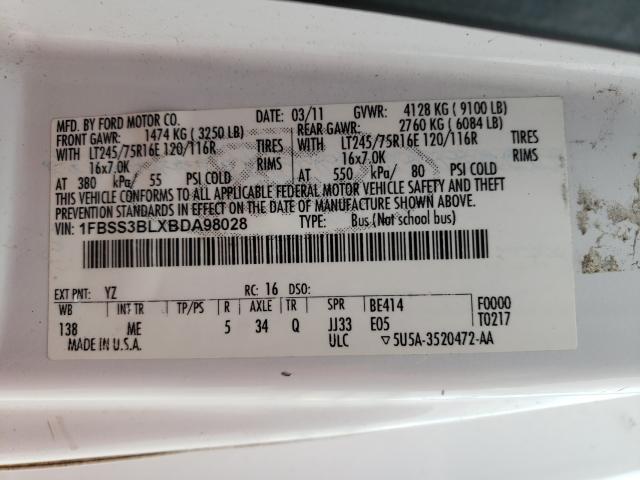 MFD. BY FORD MOTOR CO. DATE: 03/11 GVWR: 4128 KG ( 9100 LB)
FRONT GAWR: 1474 KG ( 3250 LB) REAR GAWR: 2760 KG ( 6084 LB)
WITH LT245/75R16E 120/116R TIRES WITH LT245/75R16E 120/116R TIRES
16x7.0K RIMS 16x7.0K RIMS
AT 380 kPa/ 55 PSI COLD AT 550 kPa/ 80 PSI COLD
THIS VEHICLE CONFORMS TO ALL APPLICABLE FEDERAL MOTOR VEHICLE SAFETY AND THEFT
PREVENTION STANDARDS IN EFFECT ON THE DATE OF MANUFACTURE SHOWN ABOVE.
VIN: 1FBSS3BLXBDA98028 TYPE: Bus (Not school bus)
EXT PNT: YZ RC: 16 DSO:
WB INT TR TP/PS R AXLE TR SPR BE414 F0000
138 ME 5 34 Q JJ33 E05 T0217
MADE IN U.S.A. ULC ▽5U5A-3520472-AA